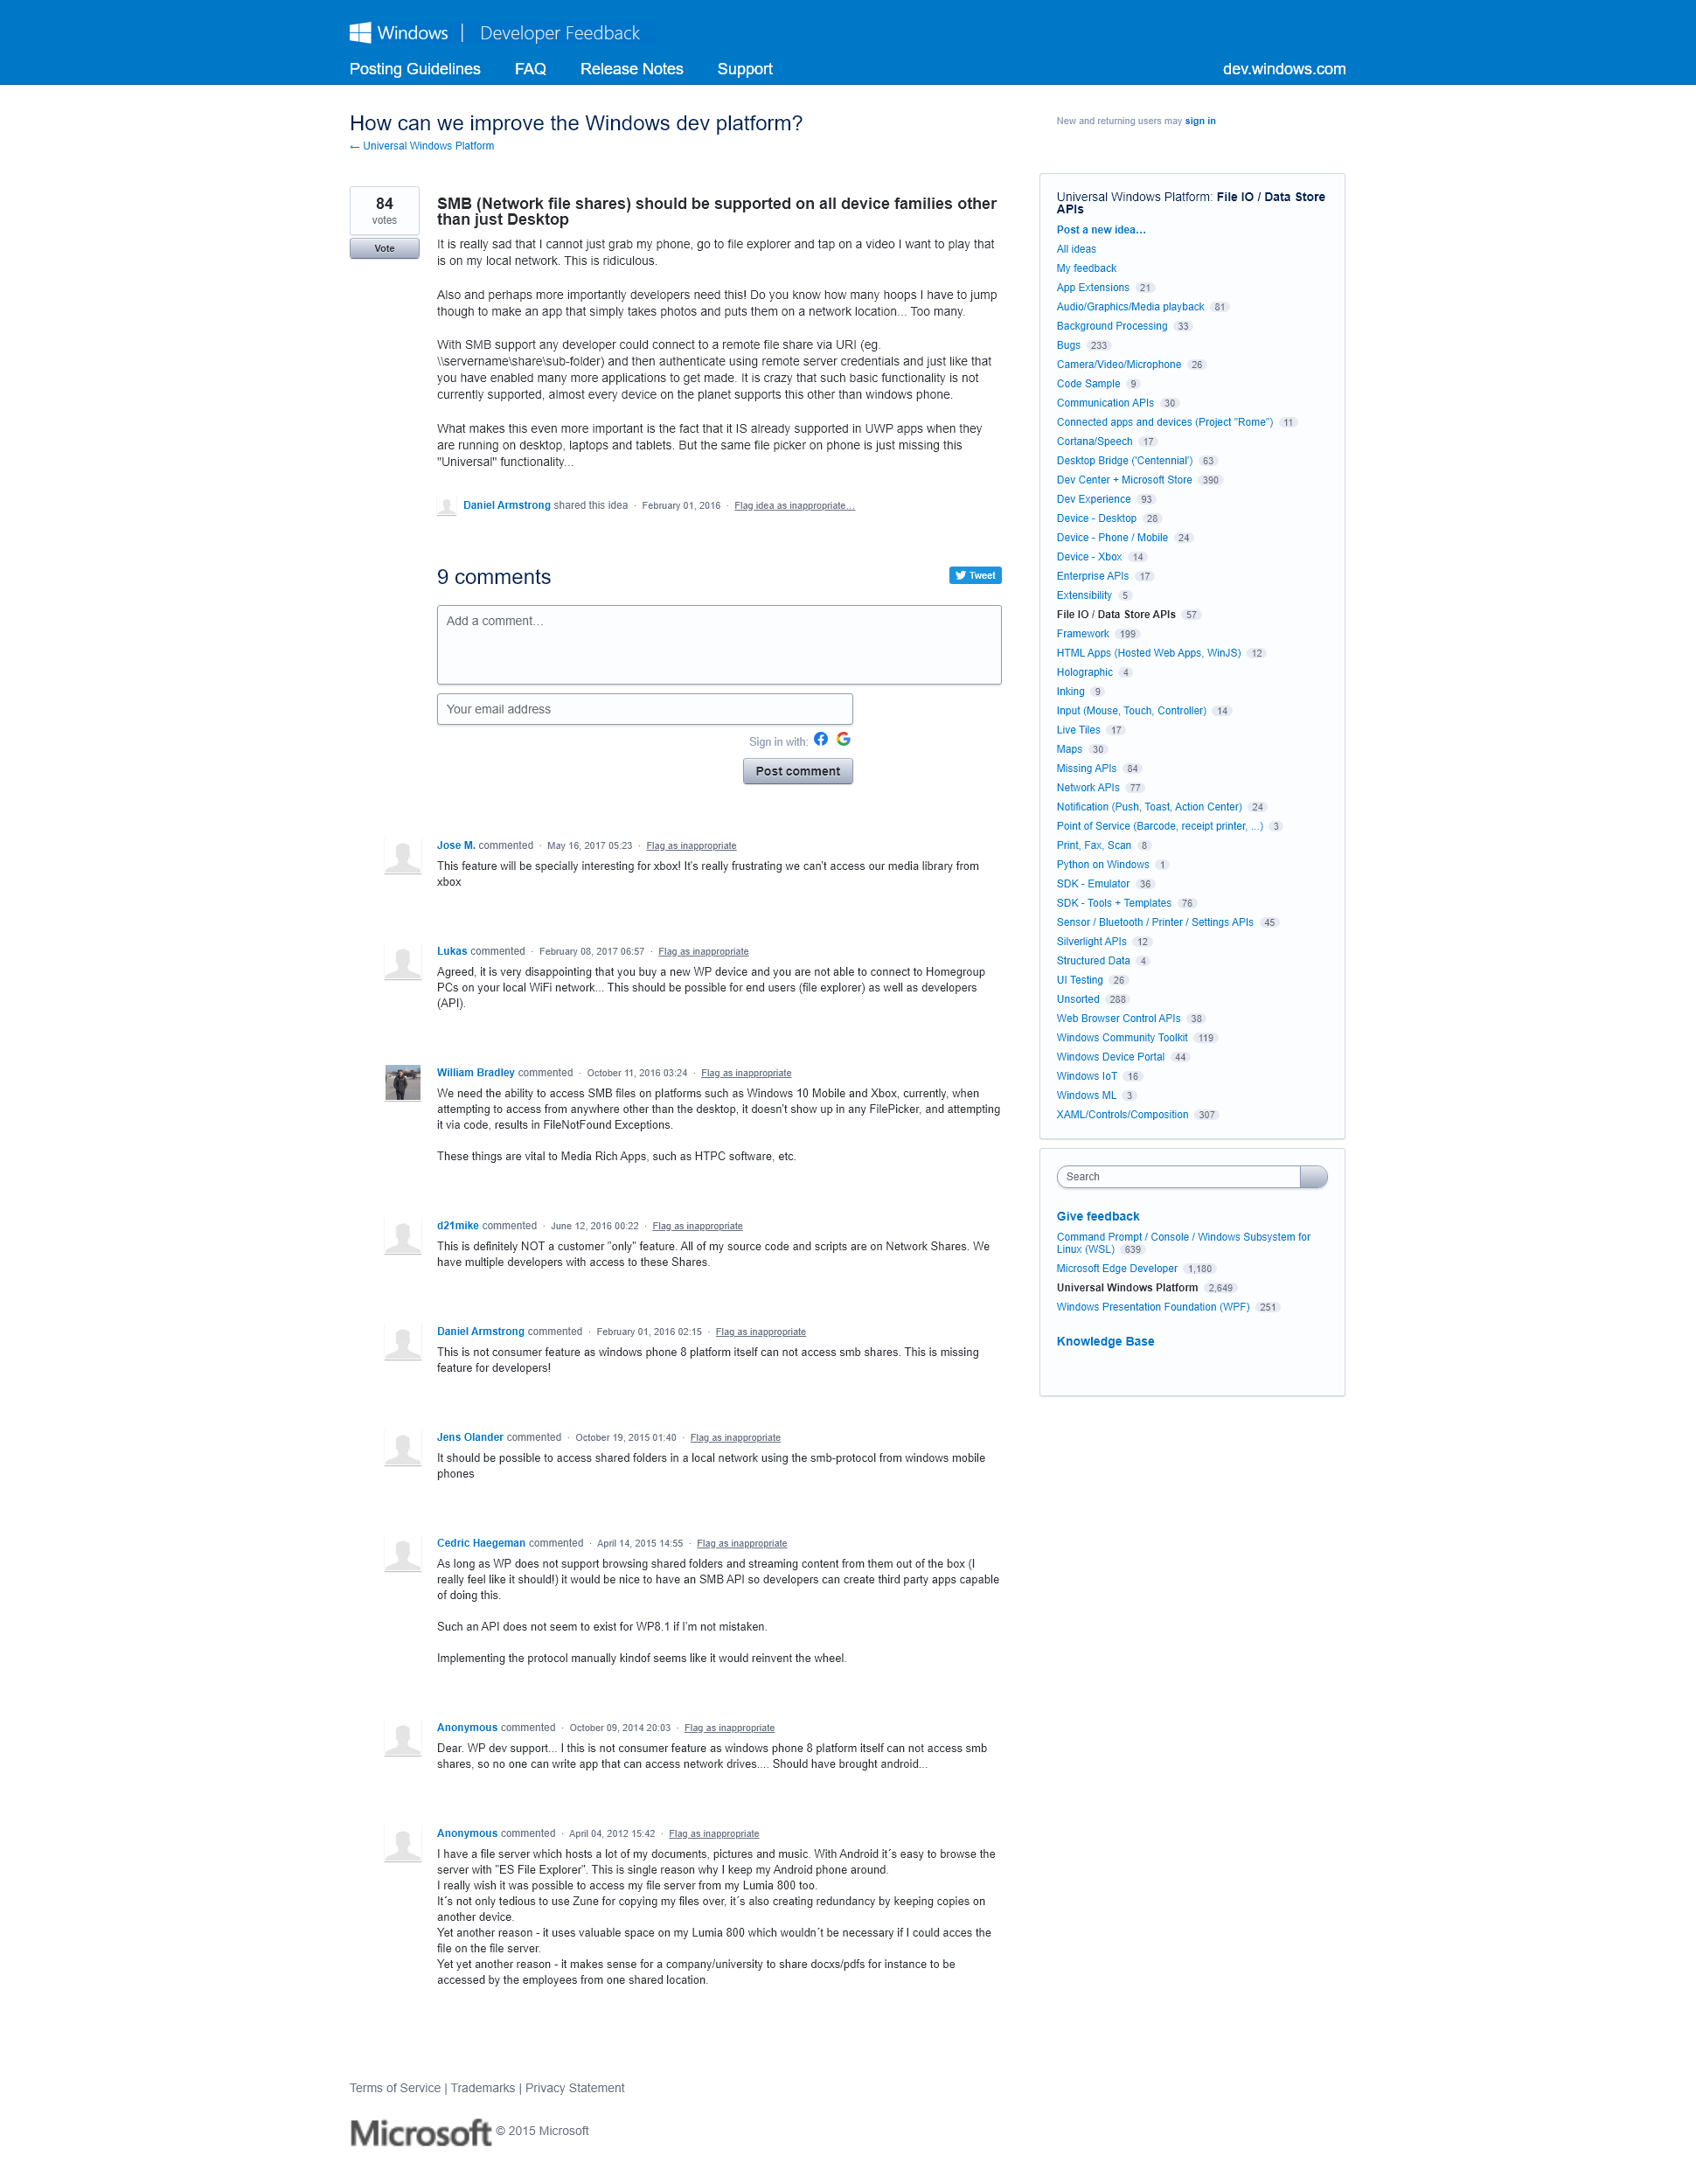 Windows | Developer Feedback
Posting Guidelines FAQ Release Notes Support dev.windows.com
How can we improve the Windows dev platform?
← Universal Windows Platform
New and returning users may sign in
84
votes
Vote
SMB (Network file shares) should be supported on all device families other
than just Desktop
It is really sad that I cannot just grab my phone, go to file explorer and tap on a video I want to play that
is on my local network. This is ridiculous.
Also and perhaps more importantly developers need this! Do you know how many hoops I have to jump
though to make an app that simply takes photos and puts them on a network location... Too many.
With SMB support any developer could connect to a remote file share via URI (eg.
\\servername\share\sub-folder) and then authenticate using remote server credentials and just like that
you have enabled many more applications to get made. It is crazy that such basic functionality is not
currently supported, almost every device on the planet supports this other than windows phone.
What makes this even more important is the fact that it IS already supported in UWP apps when they
are running on desktop, laptops and tablets. But the same file picker on phone is just missing this
"Universal" functionality...
Daniel Armstrong shared this idea · February 01, 2016 · Flag idea as inappropriate…
9 comments
Tweet
Add a comment…
Your email address
Sign in with:
Post comment
Jose M. commented · May 16, 2017 05:23 · Flag as inappropriate
This feature will be specially interesting for xbox! It's really frustrating we can't access our media library from
xbox
Lukas commented · February 08, 2017 06:57 · Flag as inappropriate
Agreed, it is very disappointing that you buy a new WP device and you are not able to connect to Homegroup
PCs on your local WiFi network... This should be possible for end users (file explorer) as well as developers
(API).
William Bradley commented · October 11, 2016 03:24 · Flag as inappropriate
We need the ability to access SMB files on platforms such as Windows 10 Mobile and Xbox, currently, when
attempting to access from anywhere other than the desktop, it doesn't show up in any FilePicker, and attempting
it via code, results in FileNotFound Exceptions.
These things are vital to Media Rich Apps, such as HTPC software, etc.
d21mike commented · June 12, 2016 00:22 · Flag as inappropriate
This is definitely NOT a customer "only" feature. All of my source code and scripts are on Network Shares. We
have multiple developers with access to these Shares.
Daniel Armstrong commented · February 01, 2016 02:15 · Flag as inappropriate
This is not consumer feature as windows phone 8 platform itself can not access smb shares. This is missing
feature for developers!
Jens Olander commented · October 19, 2015 01:40 · Flag as inappropriate
It should be possible to access shared folders in a local network using the smb-protocol from windows mobile
phones
Cedric Haegeman commented · April 14, 2015 14:55 · Flag as inappropriate
As long as WP does not support browsing shared folders and streaming content from them out of the box (I
really feel like it should!) it would be nice to have an SMB API so developers can create third party apps capable
of doing this.
Such an API does not seem to exist for WP8.1 if I'm not mistaken.
Implementing the protocol manually kindof seems like it would reinvent the wheel.
Anonymous commented · October 09, 2014 20:03 · Flag as inappropriate
Dear. WP dev support... I this is not consumer feature as windows phone 8 platform itself can not access smb
shares, so no one can write app that can access network drives.... Should have brought android...
Anonymous commented · April 04, 2012 15:42 · Flag as inappropriate
I have a file server which hosts a lot of my documents, pictures and music. With Android it´s easy to browse the
server with "ES File Explorer". This is single reason why I keep my Android phone around.
I really wish it was possible to access my file server from my Lumia 800 too.
It´s not only tedious to use Zune for copying my files over, it´s also creating redundancy by keeping copies on
another device.
Yet another reason - it uses valuable space on my Lumia 800 which wouldn´t be necessary if I could acces the
file on the file server.
Yet yet another reason - it makes sense for a company/university to share docxs/pdfs for instance to be
accessed by the employees from one shared location.
Universal Windows Platform: File IO / Data Store
APIs
Post a new idea…
All ideas
My feedback
App Extensions 21
Audio/Graphics/Media playback 81
Background Processing 33
Bugs 233
Camera/Video/Microphone 26
Code Sample 9
Communication APIs 30
Connected apps and devices (Project "Rome") 11
Cortana/Speech 17
Desktop Bridge ('Centennial') 63
Dev Center + Microsoft Store 390
Dev Experience 93
Device - Desktop 28
Device - Phone / Mobile 24
Device - Xbox 14
Enterprise APIs 17
Extensibility 5
File IO / Data Store APIs 57
Framework 199
HTML Apps (Hosted Web Apps, WinJS) 12
Holographic 4
Inking 9
Input (Mouse, Touch, Controller) 14
Live Tiles 17
Maps 30
Missing APIs 84
Network APIs 77
Notification (Push, Toast, Action Center) 24
Point of Service (Barcode, receipt printer, ...) 3
Print, Fax, Scan 8
Python on Windows 1
SDK - Emulator 36
SDK - Tools + Templates 76
Sensor / Bluetooth / Printer / Settings APIs 45
Silverlight APIs 12
Structured Data 4
UI Testing 26
Unsorted 288
Web Browser Control APIs 38
Windows Community Toolkit 119
Windows Device Portal 44
Windows IoT 16
Windows ML 3
XAML/Controls/Composition 307
Search
Give feedback
Command Prompt / Console / Windows Subsystem for
Linux (WSL) 639
Microsoft Edge Developer 1,180
Universal Windows Platform 2,649
Windows Presentation Foundation (WPF) 251
Knowledge Base
Terms of Service | Trademarks | Privacy Statement
Microsoft © 2015 Microsoft